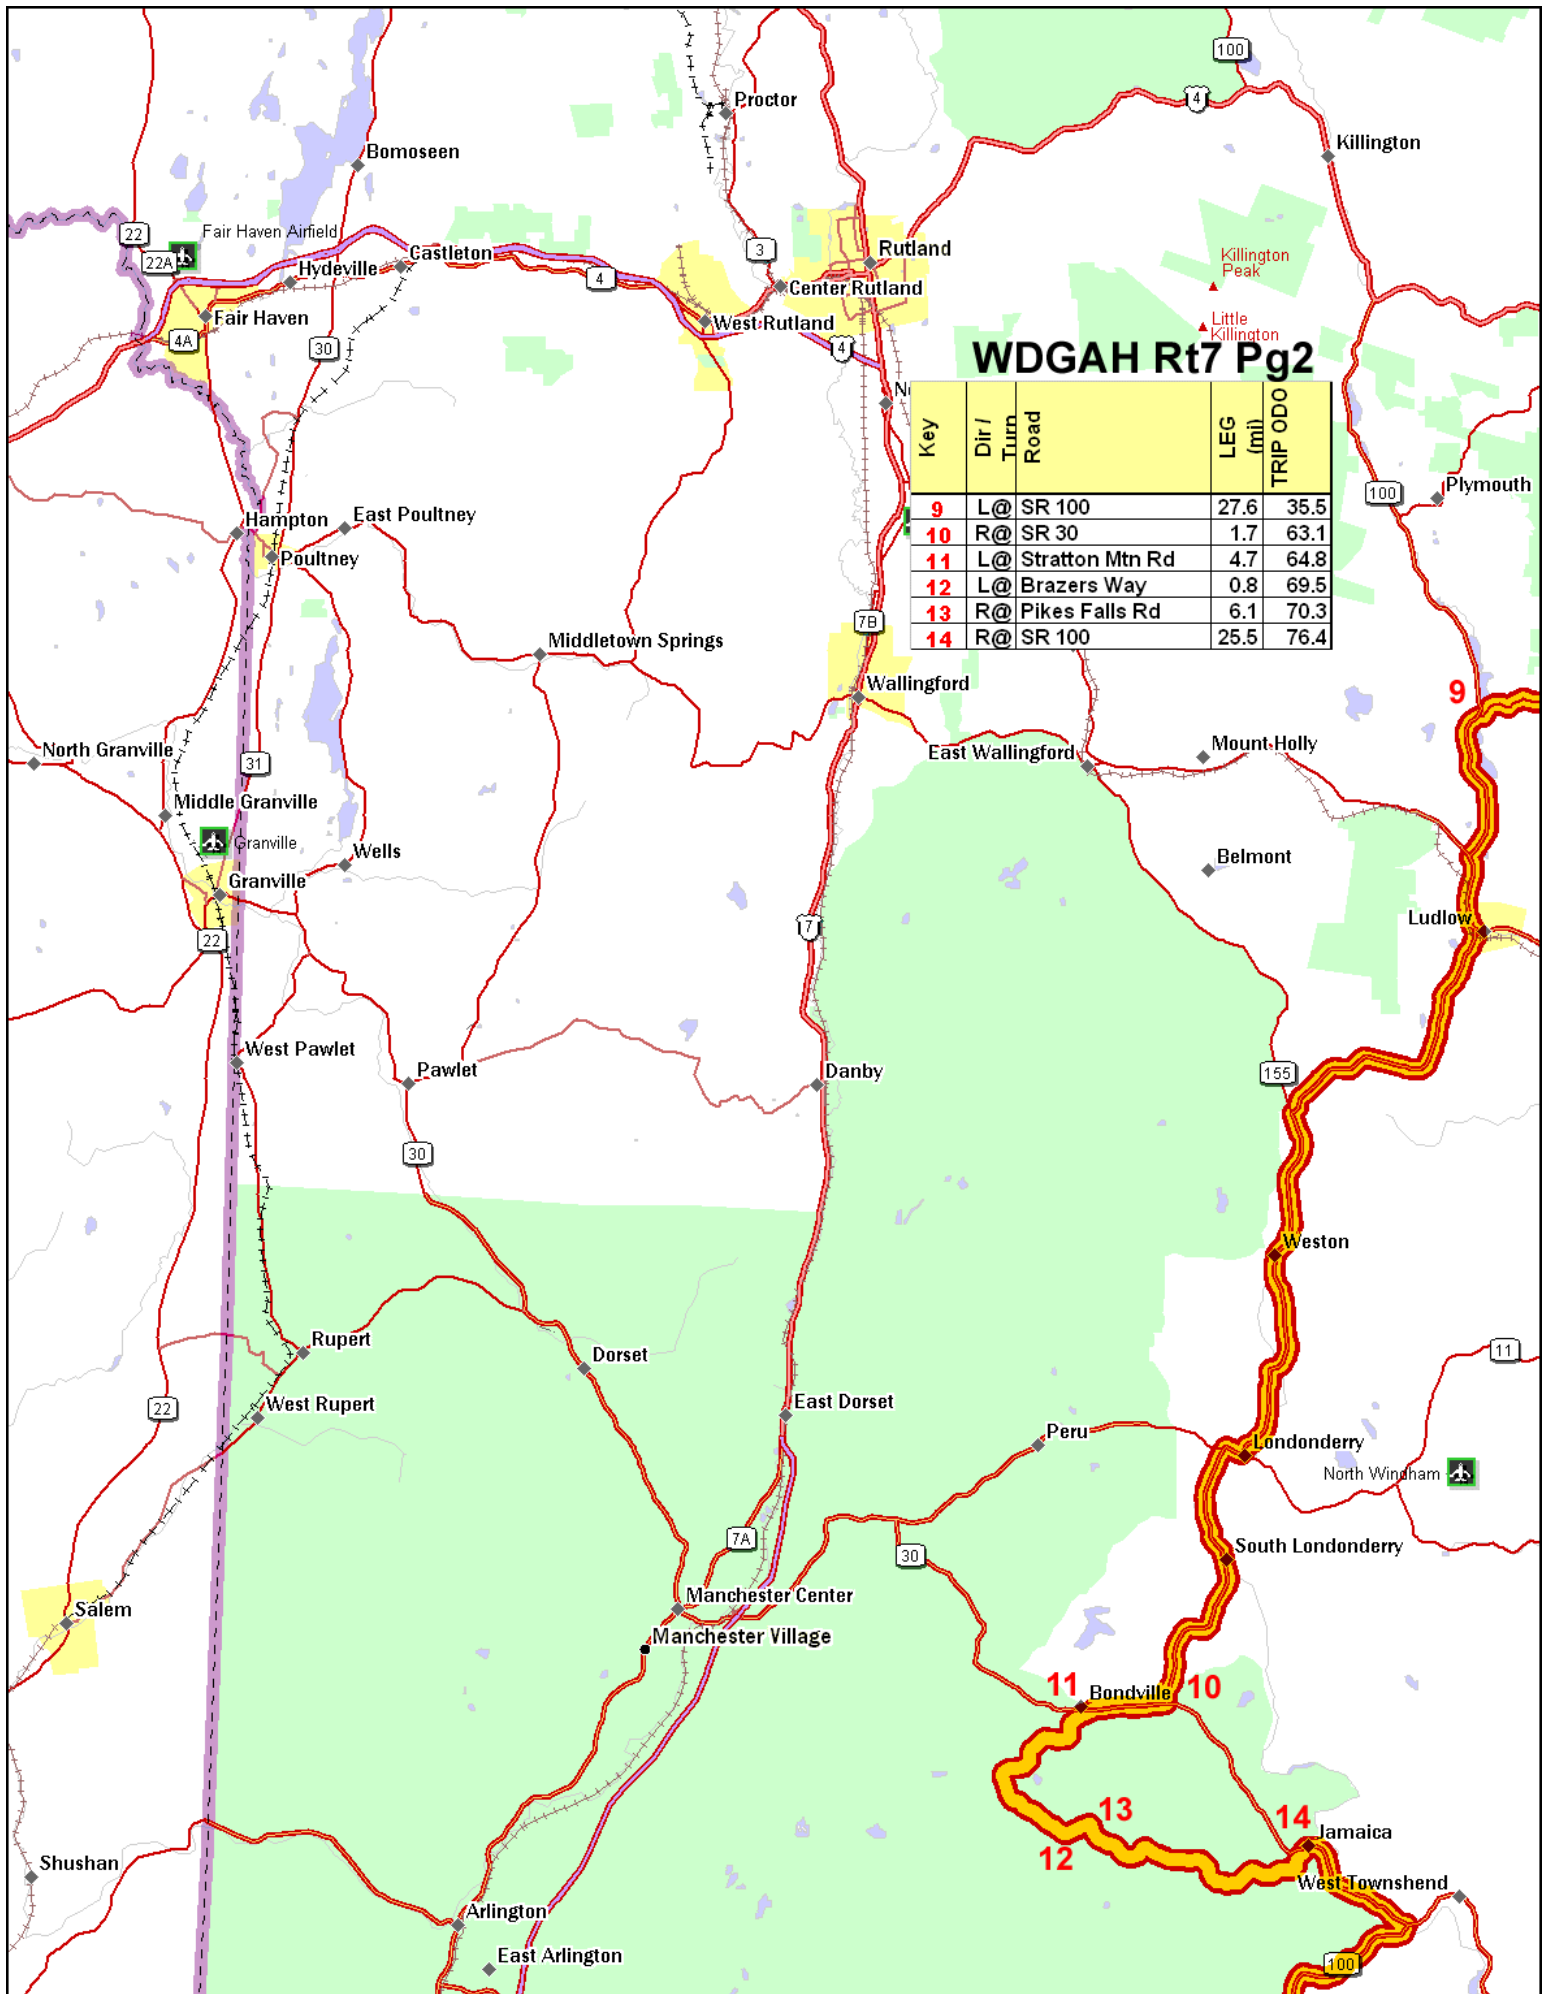 100
4
Proctor
Killington
Bomoseen
22
Fair Haven Airfield
22A
Castleton
3
Rutland
Killington
Peak
Hydeville
4
Center Rutland
Fair Haven
West Rutland
Little
Killington
4A
30
4
WDGAH Rt7 Pg2
N
Key Dir / Turn Road LEG (mi) TRIP ODO
9 L@ SR 100 27.6 35.5
10 R@ SR 30 1.7 63.1
11 L@ Stratton Mtn Rd 4.7 64.8
12 L@ Brazers Way 0.8 69.5
13 R@ Pikes Falls Rd 6.1 70.3
14 R@ SR 100 25.5 76.4
100
Plymouth
Hampton
East Poultney
Poultney
7B
Middletown Springs
Wallingford
9
North Granville
31
East Wallingford
Mount Holly
Middle Granville
Granville
Wells
Belmont
Granville
22
7
Ludlow
West Pawlet
Pawlet
Danby
155
30
Weston
Rupert
Dorset
11
22
West Rupert
East Dorset
Peru
Londonderry
North Windham
7A
30
South Londonderry
Salem
Manchester Center
Manchester Village
11
Bondville
10
13
14
Jamaica
12
Shushan
West Townshend
Arlington
East Arlington
100